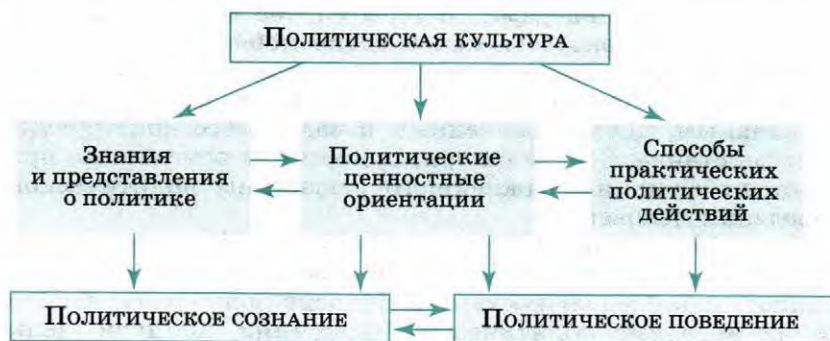 ПОЛИТИЧЕСКАЯ КУЛЬТУРА
Знания
и представления
о политике
Политические
ценностные
ориентации
Способы
практических
политических
действий
ПОЛИТИЧЕСКОЕ СОЗНАНИЕ
ПОЛИТИЧЕСКОЕ ПОВЕДЕНИЕ